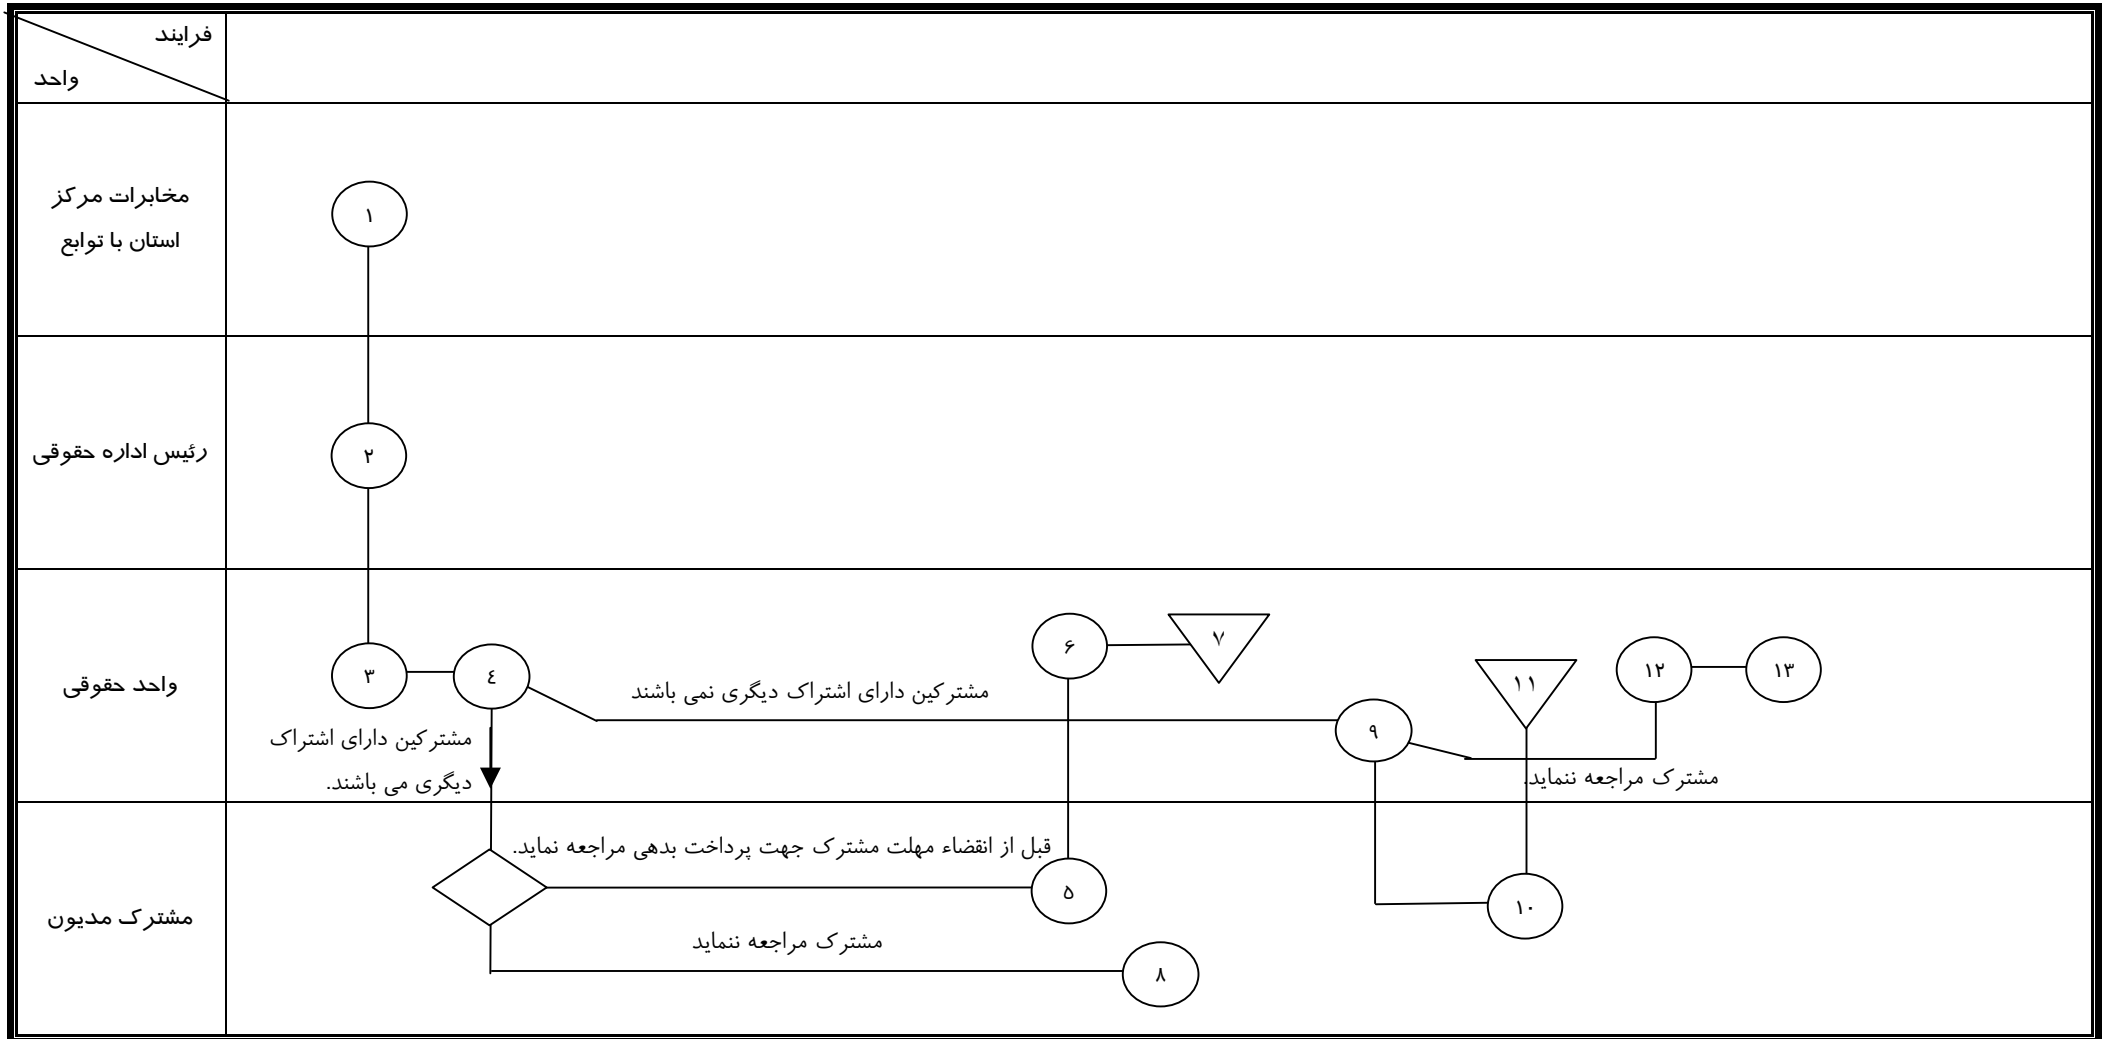 فرایند
واحد
مخابرات مرکز
استان با توابع
۱
رئیس اداره حقوقی
۲
واحد حقوقی
۳
٤
۶
۷
مشترکین دارای اشتراک دیگری نمی باشند
۹
۱۱
۱۲
۱۳
مشترکین دارای اشتراک
دیگری می باشند.
مشترک مراجعه ننماید.
مشترک مدیون
قبل از انقضاء مهلت مشترک جهت پرداخت بدهی مراجعه نماید.
۵
۱۰
مشترک مراجعه ننماید
۸